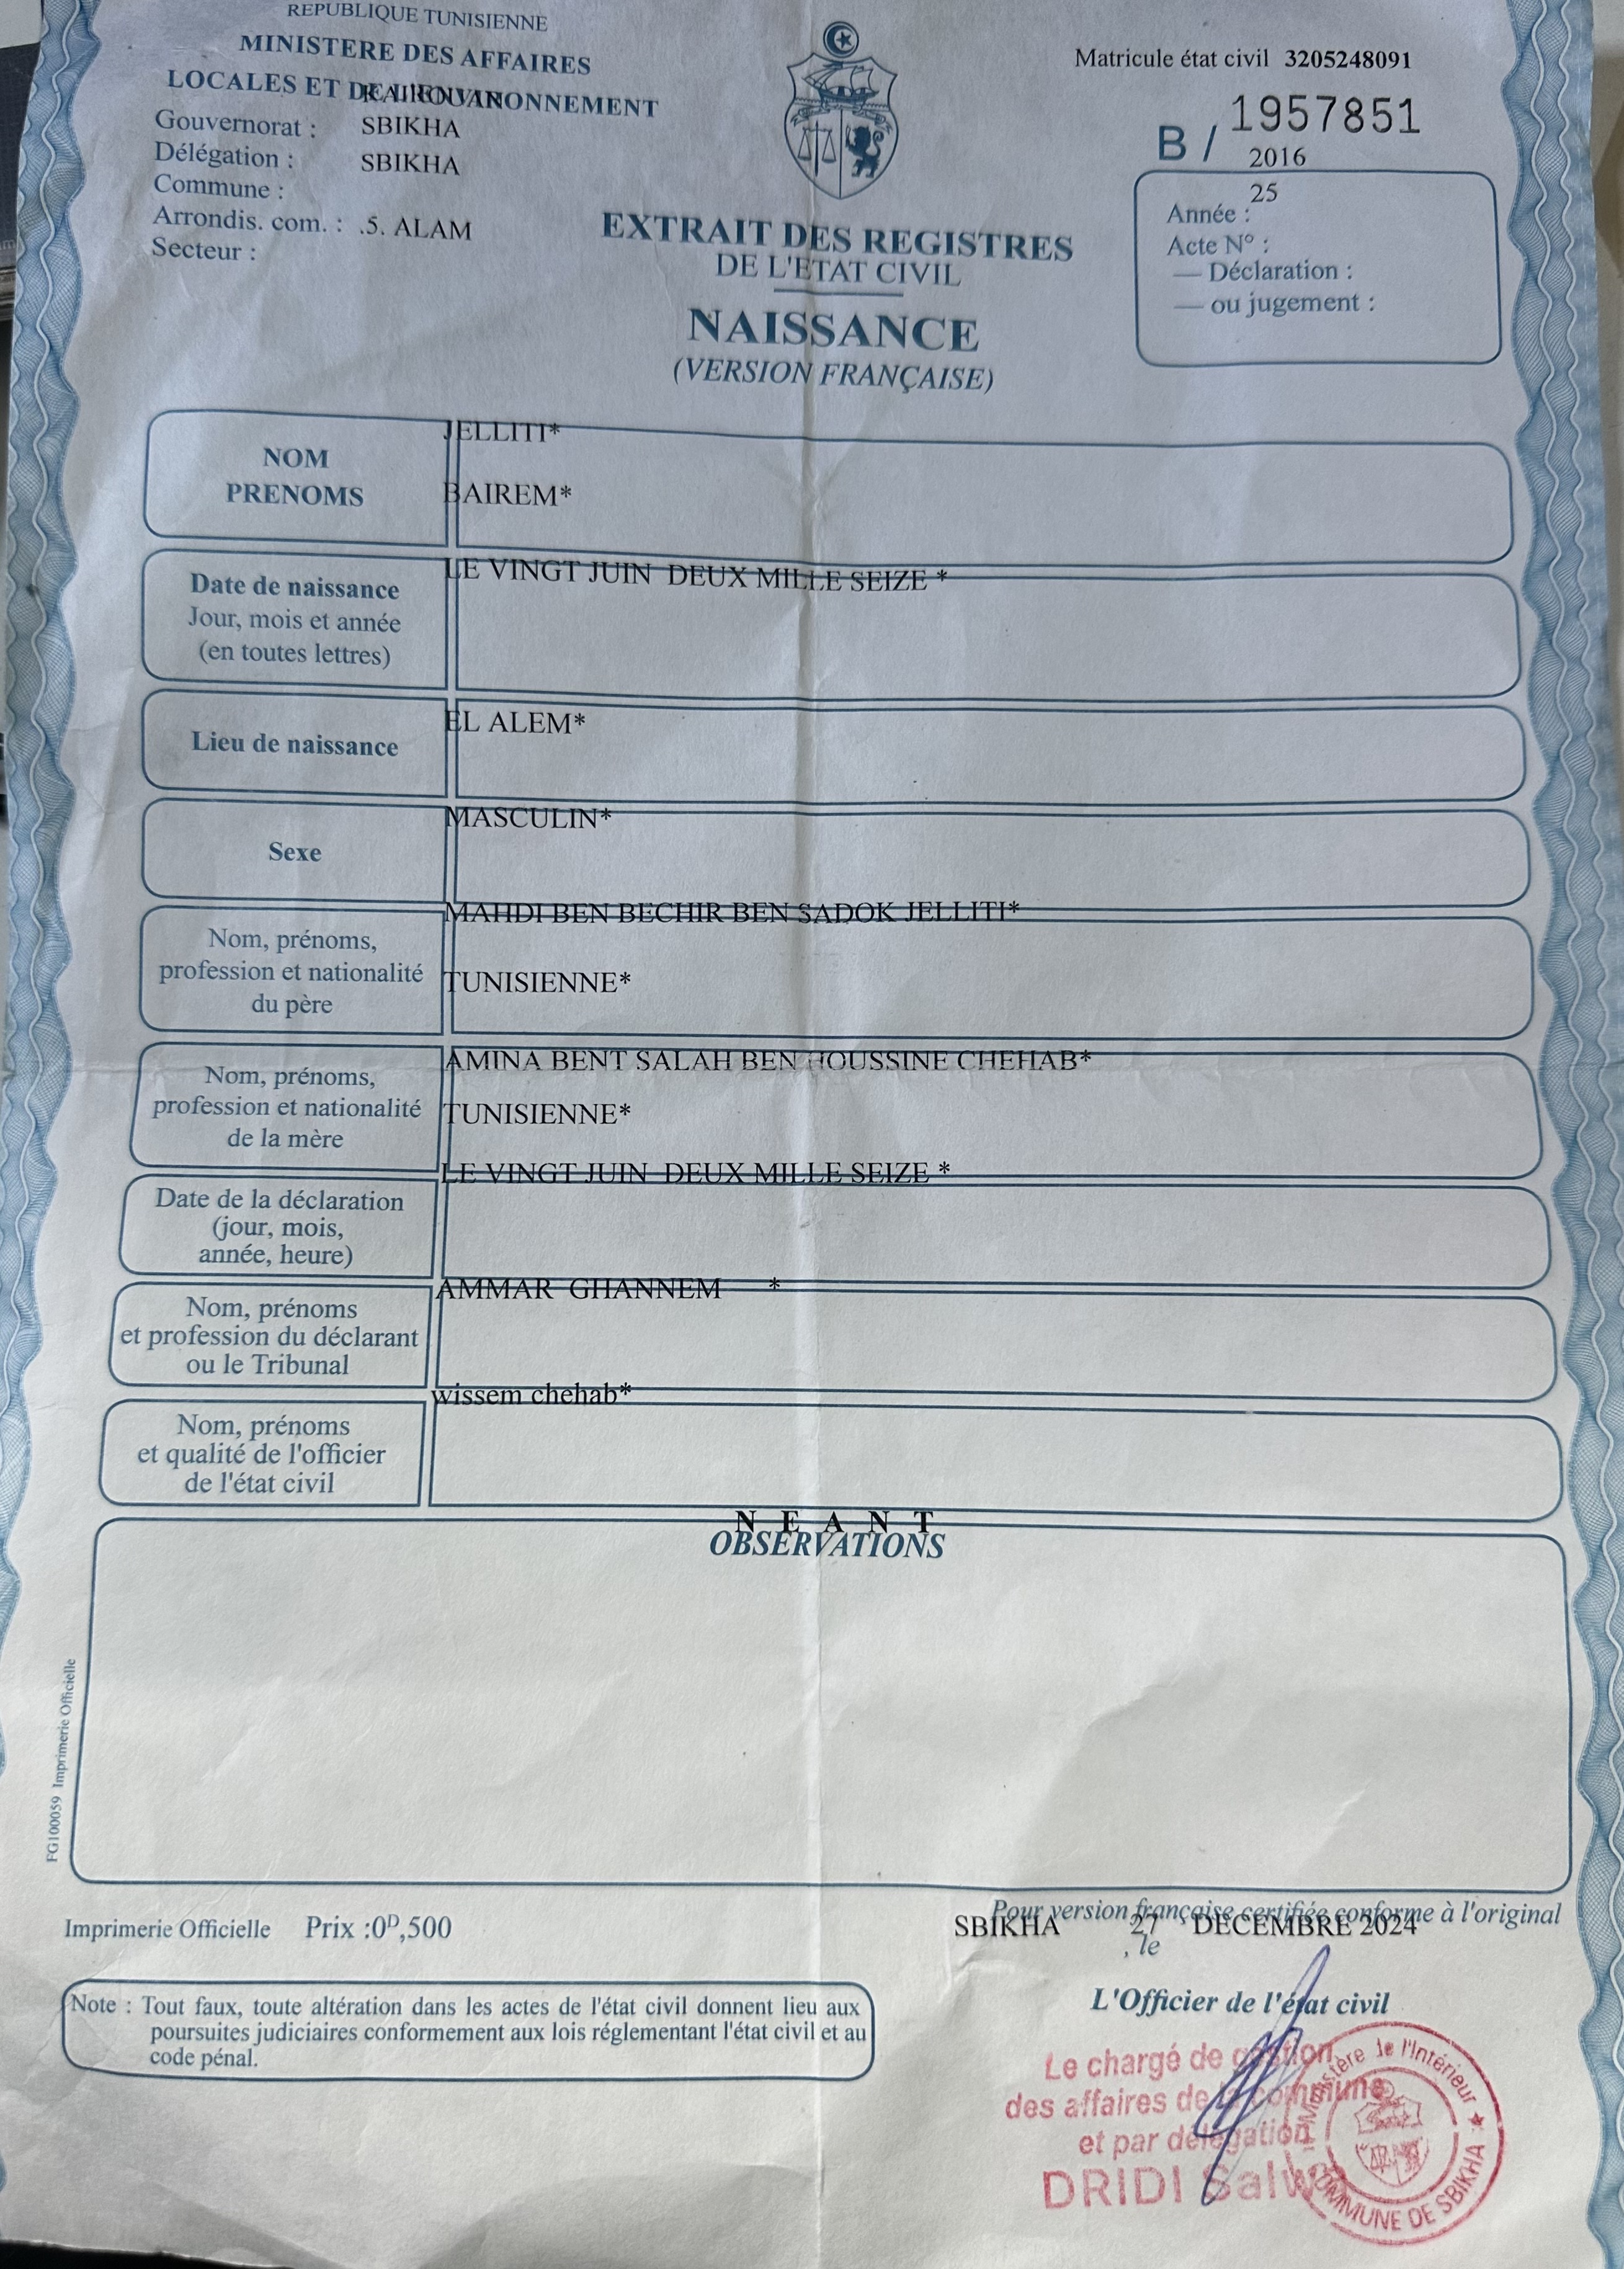 REPUBLIQUE TUNISIENNE
MINISTERE DES AFFAIRES
LOCALES ET DE L'ENVIRONNEMENT
KAIROUAN
Gouvernorat : SBIKHA
Délégation : SBIKHA
Commune :
Arrondis. com. : .5. ALAM
Secteur :
Matricule état civil 3205248091
B / 1957851
2016
25
Année :
Acte N° :
— Déclaration :
— ou jugement :
EXTRAIT DES REGISTRES
DE L'ETAT CIVIL
NAISSANCE
(VERSION FRANÇAISE)
NOM
PRENOMS
JELLITI*
BAIREM*
Date de naissance
Jour, mois et année
(en toutes lettres)
LE VINGT JUIN DEUX MILLE SEIZE *
Lieu de naissance
EL ALEM*
Sexe
MASCULIN*
Nom, prénoms,
profession et nationalité
du père
MAHDI BEN BECHIR BEN SADOK JELLITI*
TUNISIENNE*
Nom, prénoms,
profession et nationalité
de la mère
AMINA BENT SALAH BEN HOUSSINE CHEHAB*
TUNISIENNE*
Date de la déclaration
(jour, mois,
année, heure)
LE VINGT JUIN DEUX MILLE SEIZE *
Nom, prénoms
et profession du déclarant
ou le Tribunal
AMMAR GHANNEM *
Nom, prénoms
et qualité de l'officier
de l'état civil
wissem chehab*
N E A N T
OBSERVATIONS
FG100059 Imprimerie Officielle
Imprimerie Officielle Prix :0D,500
Pour version française certifiée conforme à l'original
SBIKHA 27 DECEMBRE 2024
, le
L'Officier de l'état civil
Note : Tout faux, toute altération dans les actes de l'état civil donnent lieu aux
poursuites judiciaires conformement aux lois réglementant l'état civil et au
code pénal.
Le chargé de gestion
des affaires de la commune
et par délégation
DRIDI Salwa
Ministère de l'Intérieur ★
COMMUNE DE SBIKHA